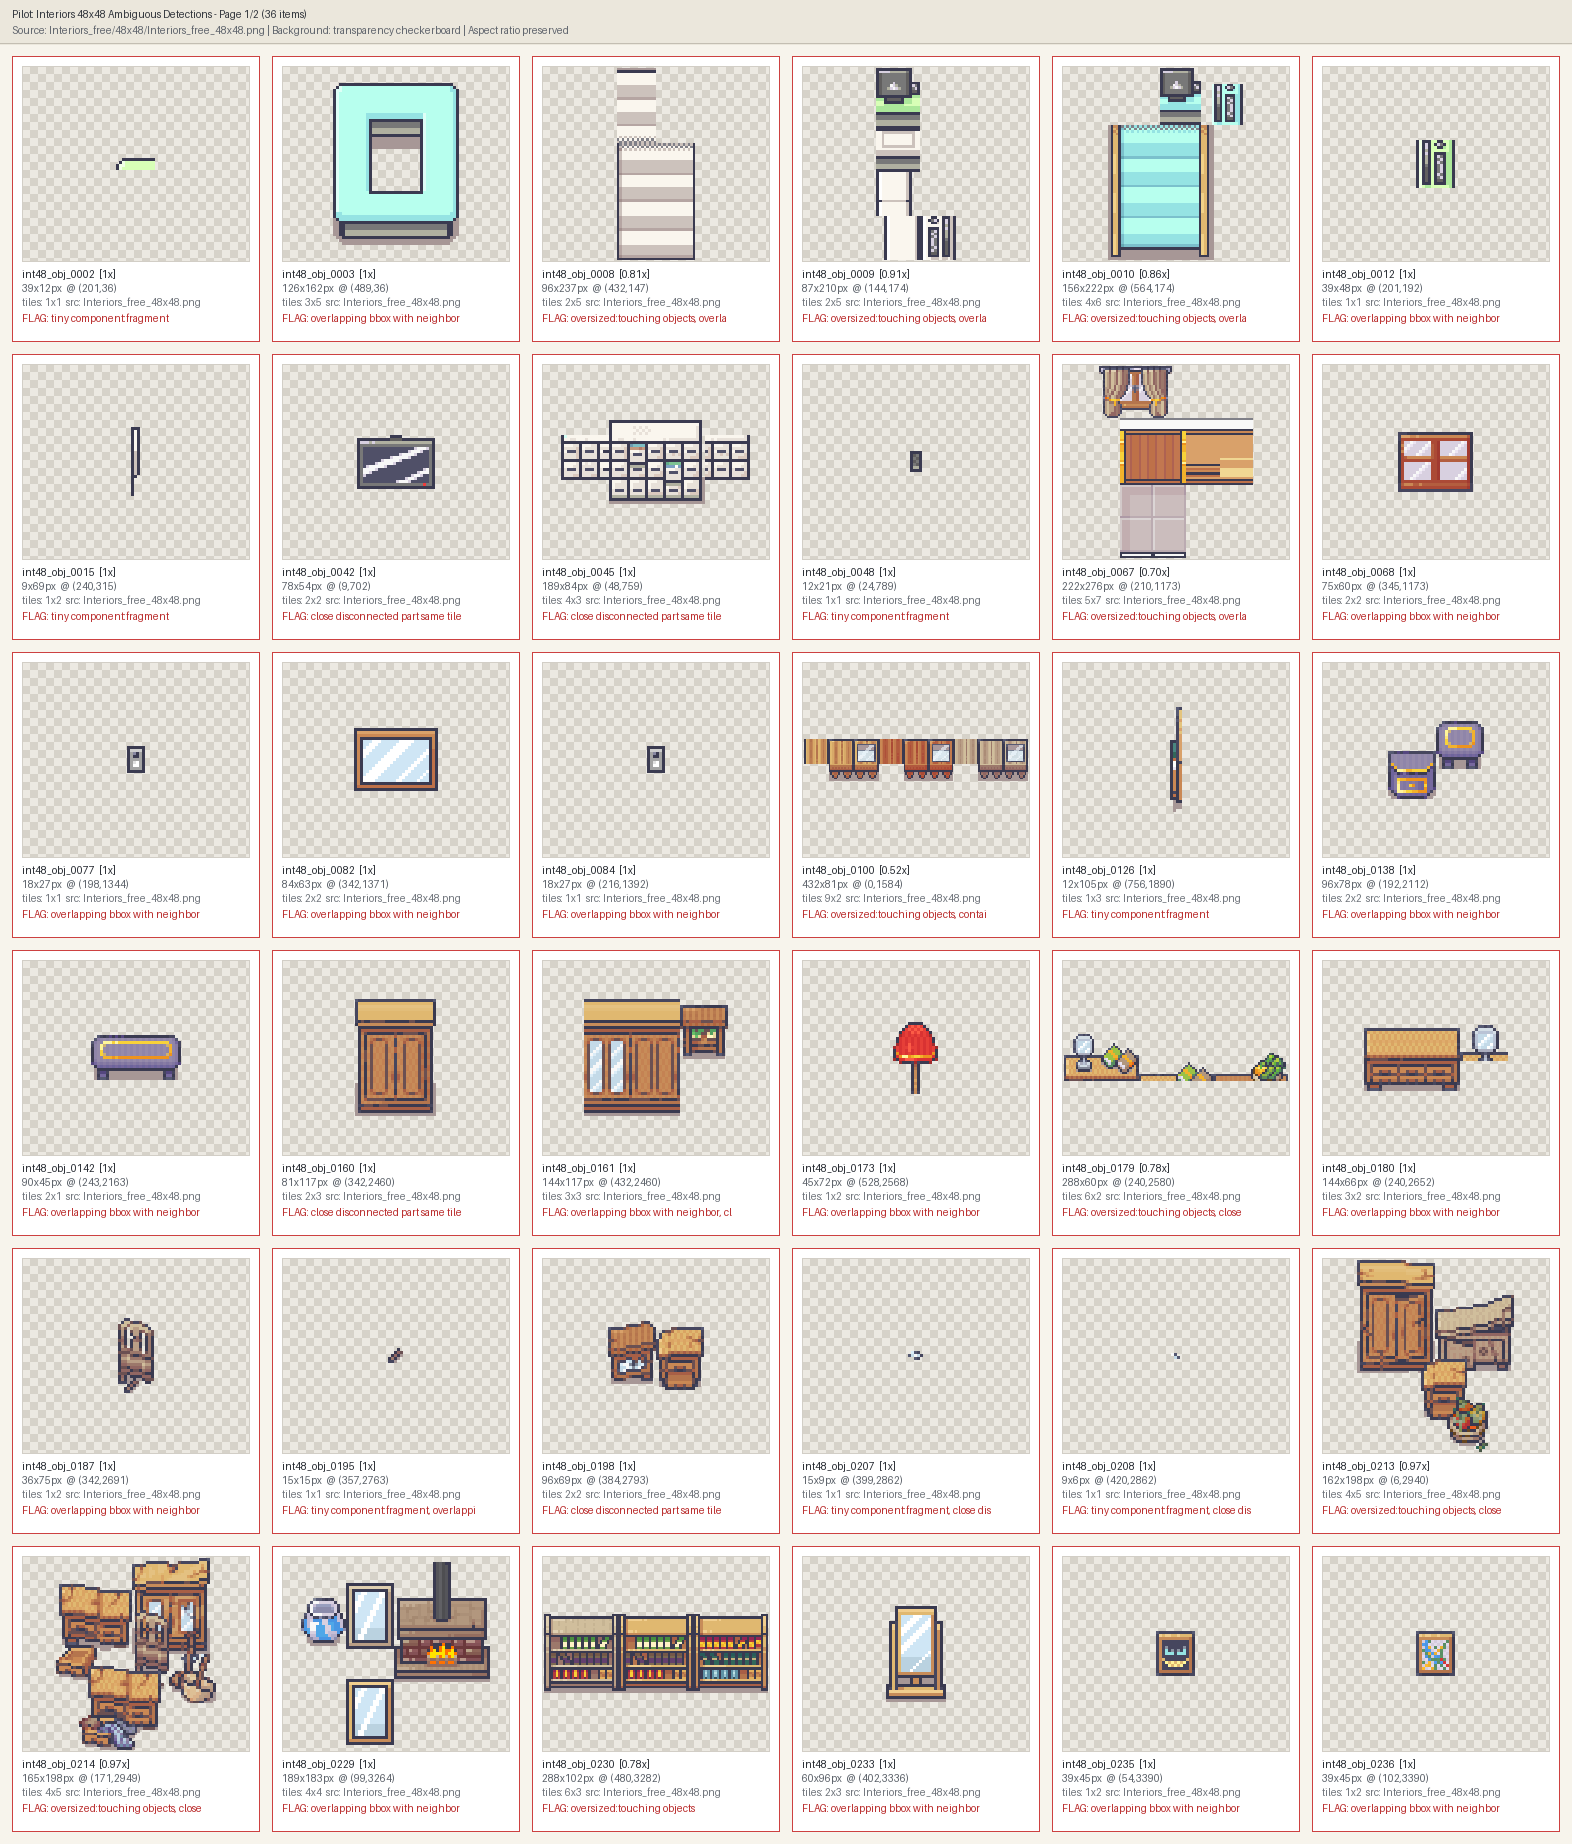 Pilot: Interiors 48x48 Ambiguous Detections - Page 1/2 (36 items)
Source: Interiors_free/48x48/Interiors_free_48x48.png | Background: transparency checkerboard | Aspect ratio preserved
int48_obj_0002 [1x]
39x12px @ (201,36)
tiles: 1x1 src: Interiors_free_48x48.png
FLAG: tiny component:fragment
int48_obj_0003 [1x]
126x162px @ (489,36)
tiles: 3x5 src: Interiors_free_48x48.png
FLAG: overlapping bbox with neighbor
int48_obj_0008 [0.81x]
96x237px @ (432,147)
tiles: 2x5 src: Interiors_free_48x48.png
FLAG: oversized:touching objects, overla
int48_obj_0009 [0.91x]
87x210px @ (144,174)
tiles: 2x5 src: Interiors_free_48x48.png
FLAG: oversized:touching objects, overla
int48_obj_0010 [0.86x]
156x222px @ (564,174)
tiles: 4x6 src: Interiors_free_48x48.png
FLAG: oversized:touching objects, overla
int48_obj_0012 [1x]
39x48px @ (201,192)
tiles: 1x1 src: Interiors_free_48x48.png
FLAG: overlapping bbox with neighbor
int48_obj_0015 [1x]
9x69px @ (240,315)
tiles: 1x2 src: Interiors_free_48x48.png
FLAG: tiny component:fragment
int48_obj_0042 [1x]
78x54px @ (9,702)
tiles: 2x2 src: Interiors_free_48x48.png
FLAG: close disconnected part:same tile
int48_obj_0045 [1x]
189x84px @ (48,759)
tiles: 4x3 src: Interiors_free_48x48.png
FLAG: close disconnected part:same tile
int48_obj_0048 [1x]
12x21px @ (24,789)
tiles: 1x1 src: Interiors_free_48x48.png
FLAG: tiny component:fragment
int48_obj_0067 [0.70x]
222x276px @ (210,1173)
tiles: 5x7 src: Interiors_free_48x48.png
FLAG: oversized:touching objects, overla
int48_obj_0068 [1x]
75x60px @ (345,1173)
tiles: 2x2 src: Interiors_free_48x48.png
FLAG: overlapping bbox with neighbor
int48_obj_0077 [1x]
18x27px @ (198,1344)
tiles: 1x1 src: Interiors_free_48x48.png
FLAG: overlapping bbox with neighbor
int48_obj_0082 [1x]
84x63px @ (342,1371)
tiles: 2x2 src: Interiors_free_48x48.png
FLAG: overlapping bbox with neighbor
int48_obj_0084 [1x]
18x27px @ (216,1392)
tiles: 1x1 src: Interiors_free_48x48.png
FLAG: overlapping bbox with neighbor
int48_obj_0100 [0.52x]
432x81px @ (0,1584)
tiles: 9x2 src: Interiors_free_48x48.png
FLAG: oversized:touching objects, contai
int48_obj_0126 [1x]
12x105px @ (756,1890)
tiles: 1x3 src: Interiors_free_48x48.png
FLAG: tiny component:fragment
int48_obj_0138 [1x]
96x78px @ (192,2112)
tiles: 2x2 src: Interiors_free_48x48.png
FLAG: overlapping bbox with neighbor
int48_obj_0142 [1x]
90x45px @ (243,2163)
tiles: 2x1 src: Interiors_free_48x48.png
FLAG: overlapping bbox with neighbor
int48_obj_0160 [1x]
81x117px @ (342,2460)
tiles: 2x3 src: Interiors_free_48x48.png
FLAG: close disconnected part:same tile
int48_obj_0161 [1x]
144x117px @ (432,2460)
tiles: 3x3 src: Interiors_free_48x48.png
FLAG: overlapping bbox with neighbor, cl
int48_obj_0173 [1x]
45x72px @ (528,2568)
tiles: 1x2 src: Interiors_free_48x48.png
FLAG: overlapping bbox with neighbor
int48_obj_0179 [0.78x]
288x60px @ (240,2580)
tiles: 6x2 src: Interiors_free_48x48.png
FLAG: oversized:touching objects, close
int48_obj_0180 [1x]
144x66px @ (240,2652)
tiles: 3x2 src: Interiors_free_48x48.png
FLAG: overlapping bbox with neighbor
int48_obj_0187 [1x]
36x75px @ (342,2691)
tiles: 1x2 src: Interiors_free_48x48.png
FLAG: overlapping bbox with neighbor
int48_obj_0195 [1x]
15x15px @ (357,2763)
tiles: 1x1 src: Interiors_free_48x48.png
FLAG: tiny component:fragment, overlappi
int48_obj_0198 [1x]
96x69px @ (384,2793)
tiles: 2x2 src: Interiors_free_48x48.png
FLAG: close disconnected part:same tile
int48_obj_0207 [1x]
15x9px @ (399,2862)
tiles: 1x1 src: Interiors_free_48x48.png
FLAG: tiny component:fragment, close dis
int48_obj_0208 [1x]
9x6px @ (420,2862)
tiles: 1x1 src: Interiors_free_48x48.png
FLAG: tiny component:fragment, close dis
int48_obj_0213 [0.97x]
162x198px @ (6,2940)
tiles: 4x5 src: Interiors_free_48x48.png
FLAG: oversized:touching objects, close
int48_obj_0214 [0.97x]
165x198px @ (171,2949)
tiles: 4x5 src: Interiors_free_48x48.png
FLAG: oversized:touching objects, close
int48_obj_0229 [1x]
189x183px @ (99,3264)
tiles: 4x4 src: Interiors_free_48x48.png
FLAG: overlapping bbox with neighbor
int48_obj_0230 [0.78x]
288x102px @ (480,3282)
tiles: 6x3 src: Interiors_free_48x48.png
FLAG: oversized:touching objects
int48_obj_0233 [1x]
60x96px @ (402,3336)
tiles: 2x3 src: Interiors_free_48x48.png
FLAG: overlapping bbox with neighbor
int48_obj_0235 [1x]
39x45px @ (54,3390)
tiles: 1x2 src: Interiors_free_48x48.png
FLAG: overlapping bbox with neighbor
int48_obj_0236 [1x]
39x45px @ (102,3390)
tiles: 1x2 src: Interiors_free_48x48.png
FLAG: overlapping bbox with neighbor